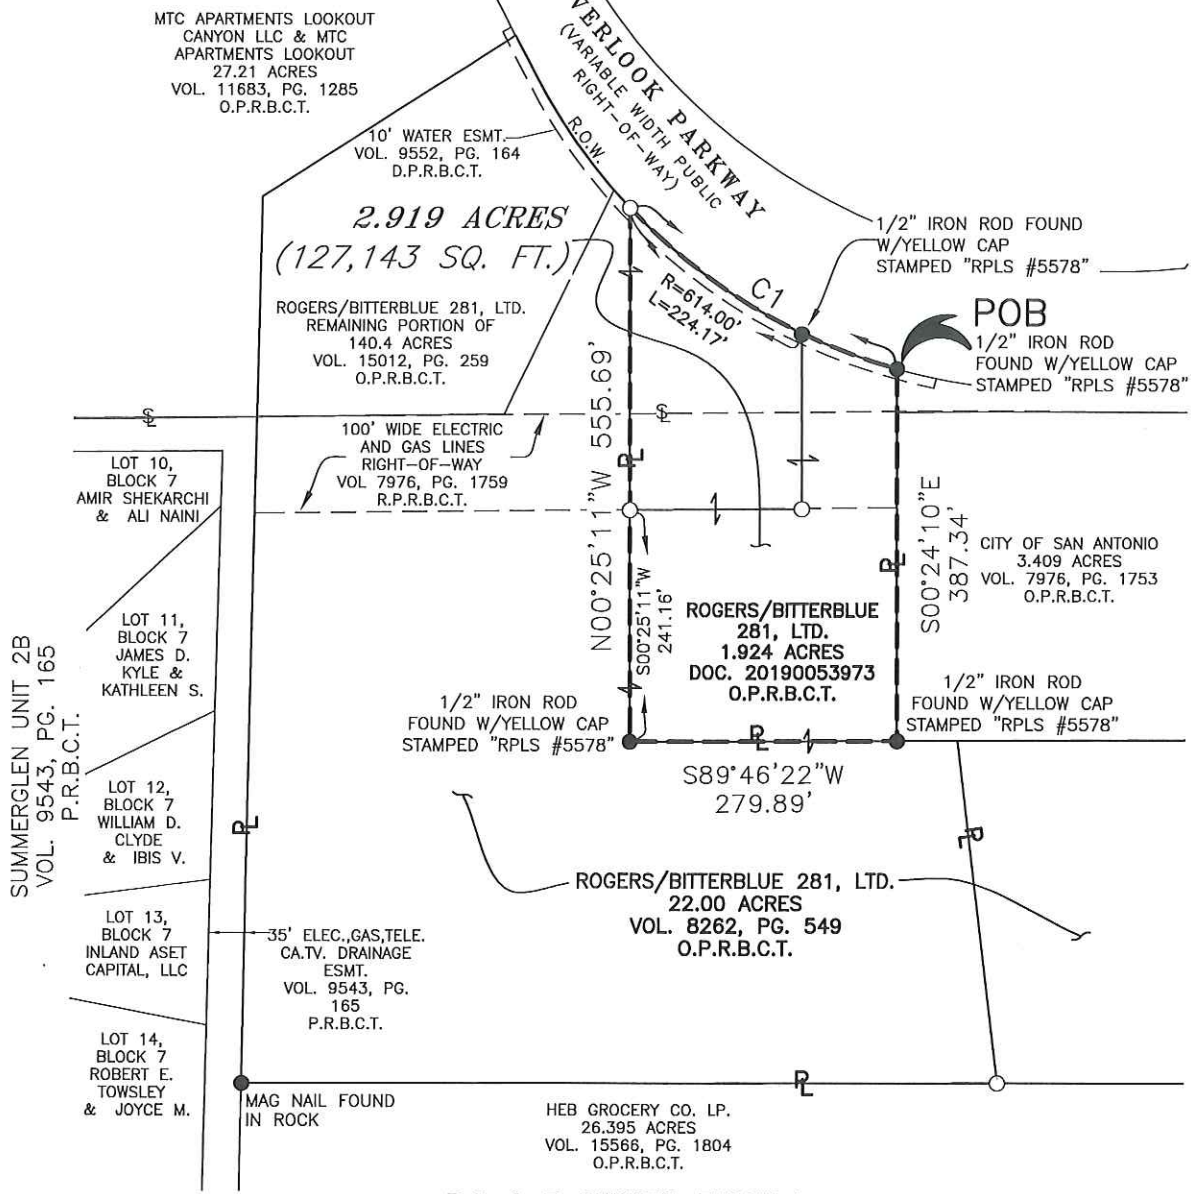 MTC APARTMENTS LOOKOUT
CANYON LLC & MTC
APARTMENTS LOOKOUT
27.21 ACRES
VOL. 11683, PG. 1285
O.P.R.B.C.T.
VERLOOK PARKWAY
(VARIABLE WIDTH PUBLIC
RIGHT-OF-WAY)
R.O.W.
10' WATER ESMT.
VOL. 9552, PG. 164
D.P.R.B.C.T.
2.919 ACRES
(127,143 SQ. FT.)
1/2" IRON ROD FOUND
W/YELLOW CAP
STAMPED "RPLS #5578"
C1
R=614.00'
L=224.17'
POB
1/2" IRON ROD
FOUND W/YELLOW CAP
STAMPED "RPLS #5578"
ROGERS/BITTERBLUE 281, LTD.
REMAINING PORTION OF
140.4 ACRES
VOL. 15012, PG. 259
O.P.R.B.C.T.
100' WIDE ELECTRIC
AND GAS LINES
RIGHT-OF-WAY
VOL 7976, PG. 1759
R.P.R.B.C.T.
N00°25'11"W 555.69'
S00°25'11"W
241.16'
S00°24'10"E
387.34'
CITY OF SAN ANTONIO
3.409 ACRES
VOL. 7976, PG. 1753
O.P.R.B.C.T.
LOT 10,
BLOCK 7
AMIR SHEKARCHI
& ALI NAINI
LOT 11,
BLOCK 7
JAMES D.
KYLE &
KATHLEEN S.
SUMMERGLEN UNIT 2B
VOL. 9543, PG. 165
P.R.B.C.T.
ROGERS/BITTERBLUE
281, LTD.
1.924 ACRES
DOC. 20190053973
O.P.R.B.C.T.
1/2" IRON ROD
FOUND W/YELLOW CAP
STAMPED "RPLS #5578"
1/2" IRON ROD
FOUND W/YELLOW CAP
STAMPED "RPLS #5578"
S89°46'22"W
279.89'
LOT 12,
BLOCK 7
WILLIAM D.
CLYDE
& IBIS V.
ROGERS/BITTERBLUE 281, LTD.
22.00 ACRES
VOL. 8262, PG. 549
O.P.R.B.C.T.
LOT 13,
BLOCK 7
INLAND ASET
CAPITAL, LLC
35' ELEC.,GAS,TELE.
CA.TV. DRAINAGE
ESMT.
VOL. 9543, PG.
165
P.R.B.C.T.
LOT 14,
BLOCK 7
ROBERT E.
TOWSLEY
& JOYCE M.
MAG NAIL FOUND
IN ROCK
HEB GROCERY CO. LP.
26.395 ACRES
VOL. 15566, PG. 1804
O.P.R.B.C.T.